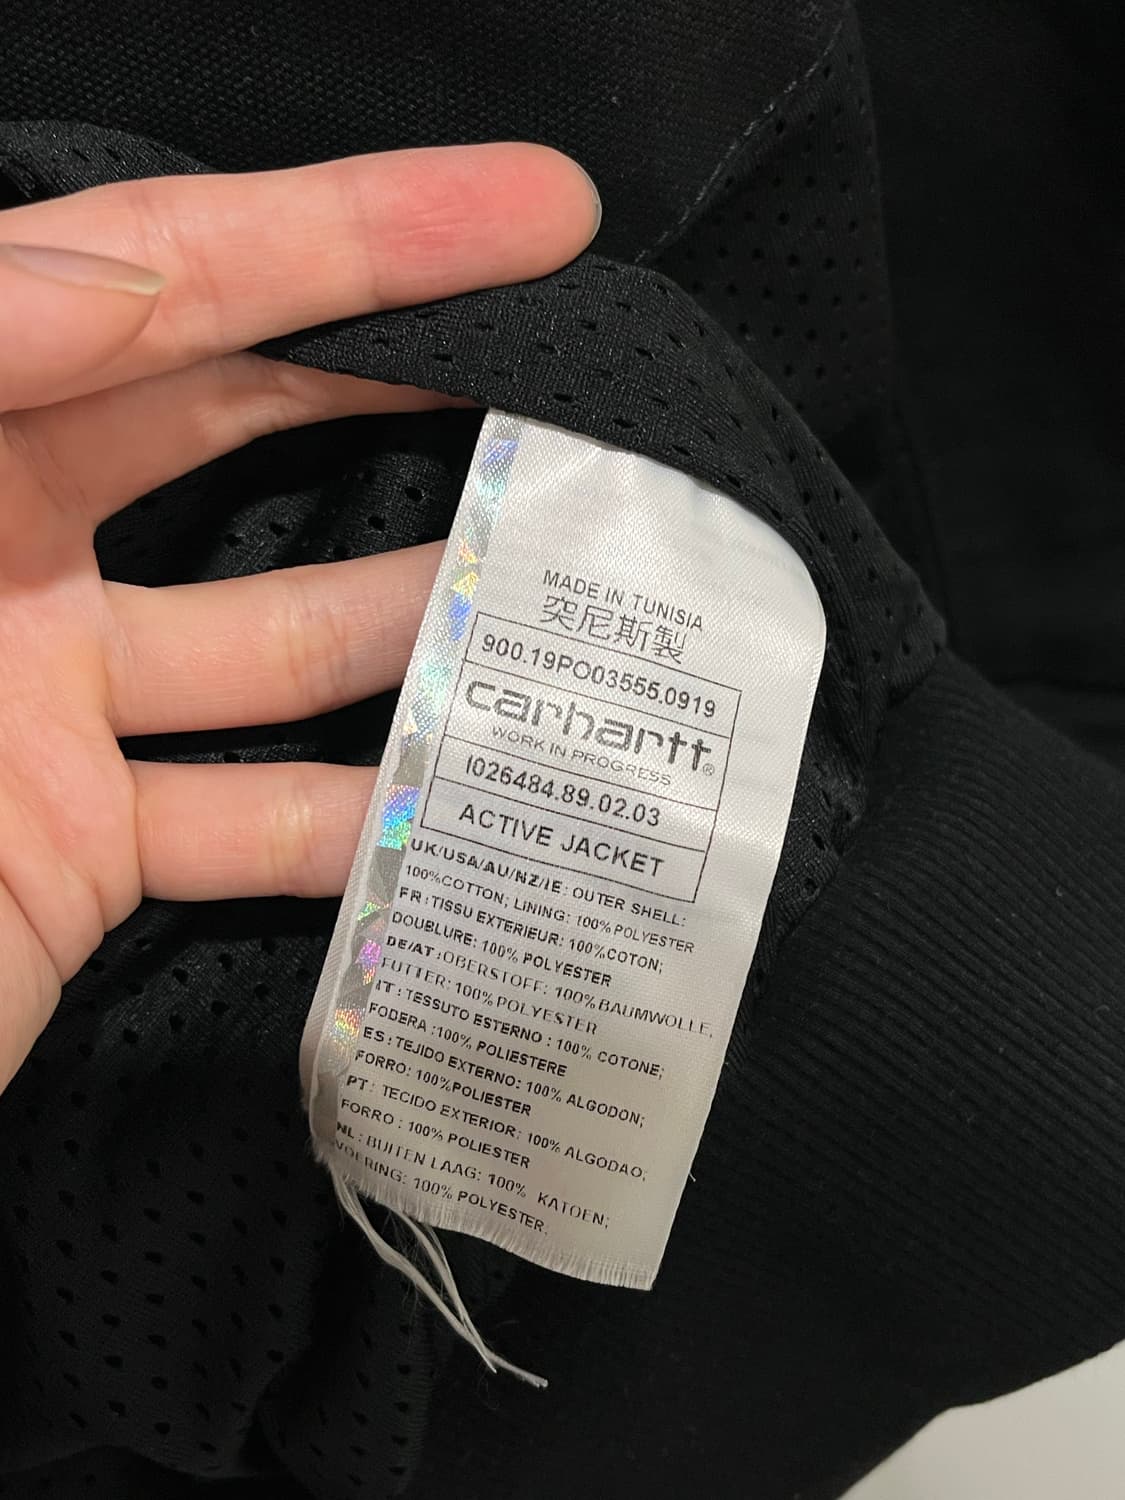 MADE IN TUNISIA
突尼斯製
900.19PO03555.0919
carhartt®
WORK IN PROGRESS
I026484.89.02.03
ACTIVE JACKET
UK/USA/AU/NZ/IE: OUTER SHELL:
100%COTTON; LINING: 100% POLYESTER
FR:TISSU EXTERIEUR: 100%COTON;
DOUBLURE: 100% POLYESTER
DE/AT:OBERSTOFF: 100%BAUMWOLLE;
FUTTER: 100% POLYESTER
IT: TESSUTO ESTERNO : 100% COTONE;
FODERA :100% POLIESTERE
ES: TEJIDO EXTERNO: 100% ALGODON;
FORRO: 100%POLIESTER
PT: TECIDO EXTERIOR: 100% ALGODAO;
FORRO : 100% POLIESTER
NL: BUITEN LAAG: 100% KATOEN;
VOERING: 100% POLYESTER.